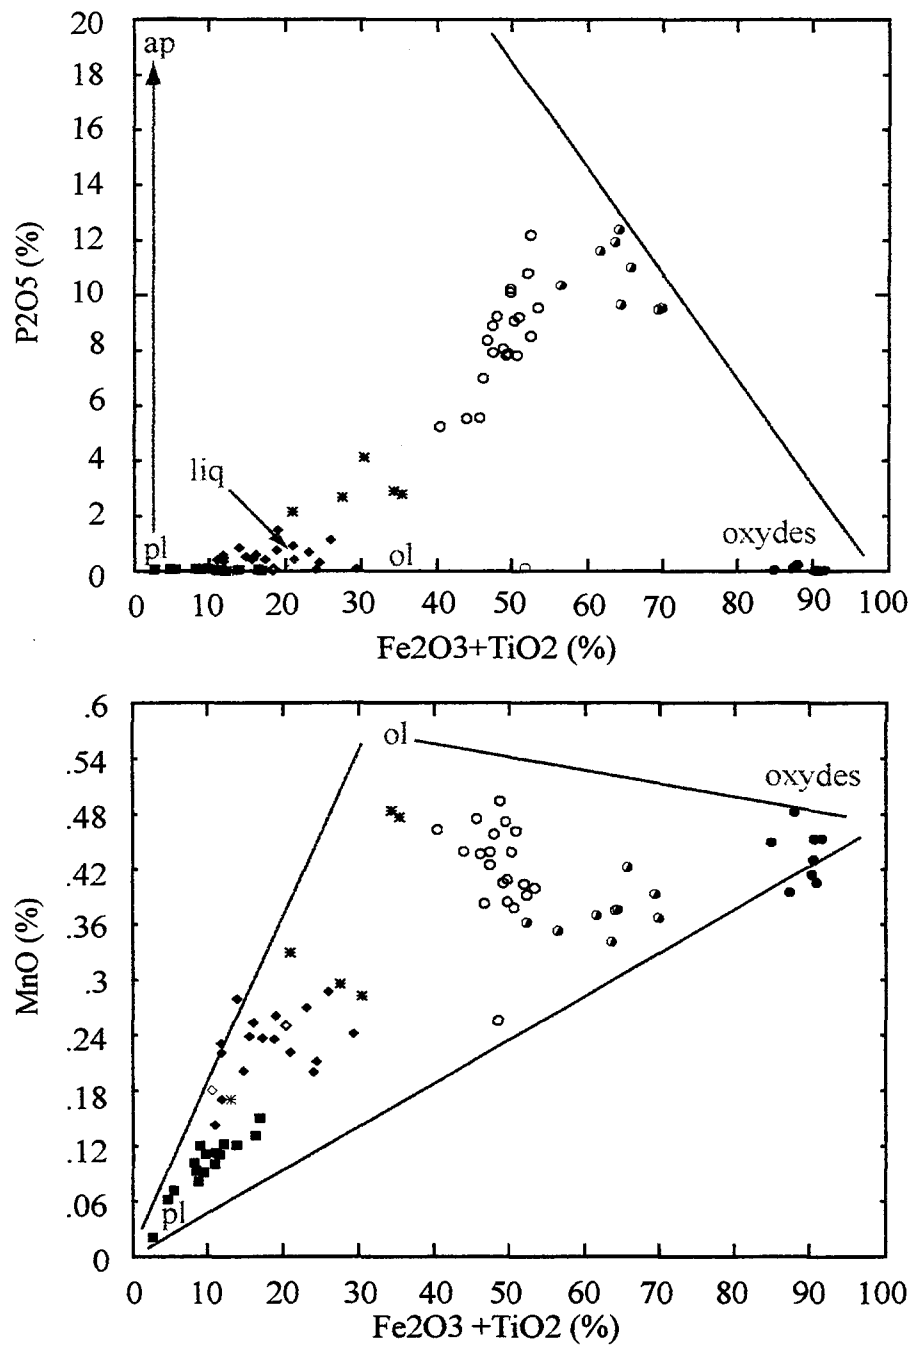 20
ap
18
16
14
12
P2O5 (%)
10
8
6
4
liq
2
oxydes
pl
ol
0
0 10 20 30 40 50 60 70 80 90 100
Fe2O3+TiO2 (%)
.6
ol
.54
oxydes
.48
.42
.36
MnO (%)
.3
.24
.18
.12
.06
pl
0
0 10 20 30 40 50 60 70 80 90 100
Fe2O3 +TiO2 (%)